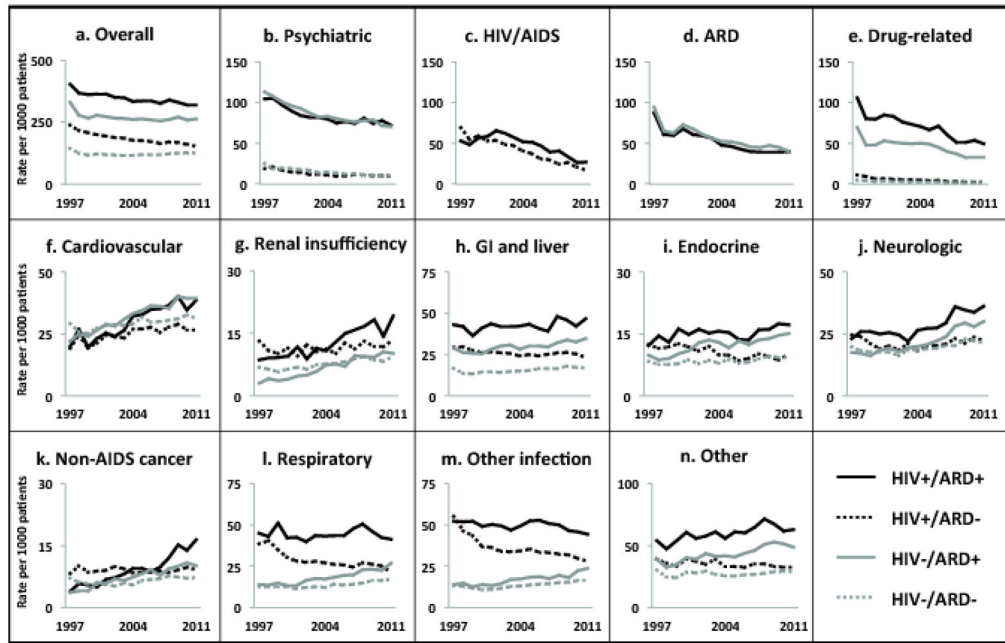 a. Overall
b. Psychiatric
c. HIV/AIDS
d. ARD
e. Drug-related
Rate per 1000 patients
500
250
0
1997 2004 2011
150
100
50
0
1997 2004 2011
150
100
50
0
1997 2004 2011
150
100
50
0
1997 2004 2011
150
100
50
0
1997 2004 2011
f. Cardiovascular
g. Renal insufficiency
h. GI and liver
i. Endocrine
j. Neurologic
Rate per 1000 patients
50
25
0
1997 2004 2011
30
15
0
1997 2004 2011
75
50
25
0
1997 2004 2011
30
15
0
1997 2004 2011
50
25
0
1997 2004 2011
k. Non-AIDS cancer
l. Respiratory
m. Other infection
n. Other
Rate per 1000 patients
30
15
0
1997 2004 2011
75
50
25
0
1997 2004 2011
75
50
25
0
1997 2004 2011
100
50
0
1997 2004 2011
HIV+/ARD+
HIV+/ARD-
HIV-/ARD+
HIV-/ARD-